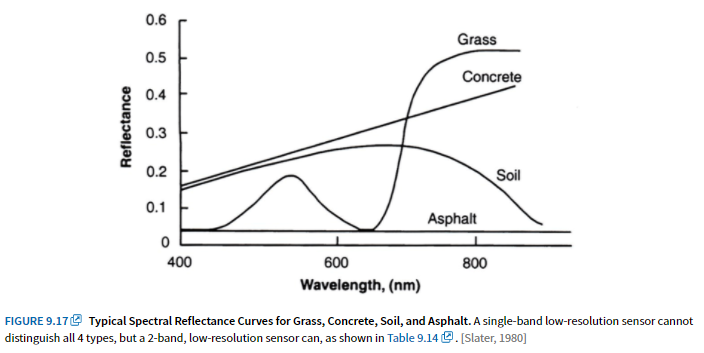 0.6
Grass
0.5
Concrete
0.4
Reflectance
0.3
0.2
Soil
0.1
Asphalt
0
400
600
800
Wavelength, (nm)
FIGURE 9.17 Typical Spectral Reflectance Curves for Grass, Concrete, Soil, and Asphalt. A single-band low-resolution sensor cannot
distinguish all 4 types, but a 2-band, low-resolution sensor can, as shown in Table 9.14 . [Slater, 1980]